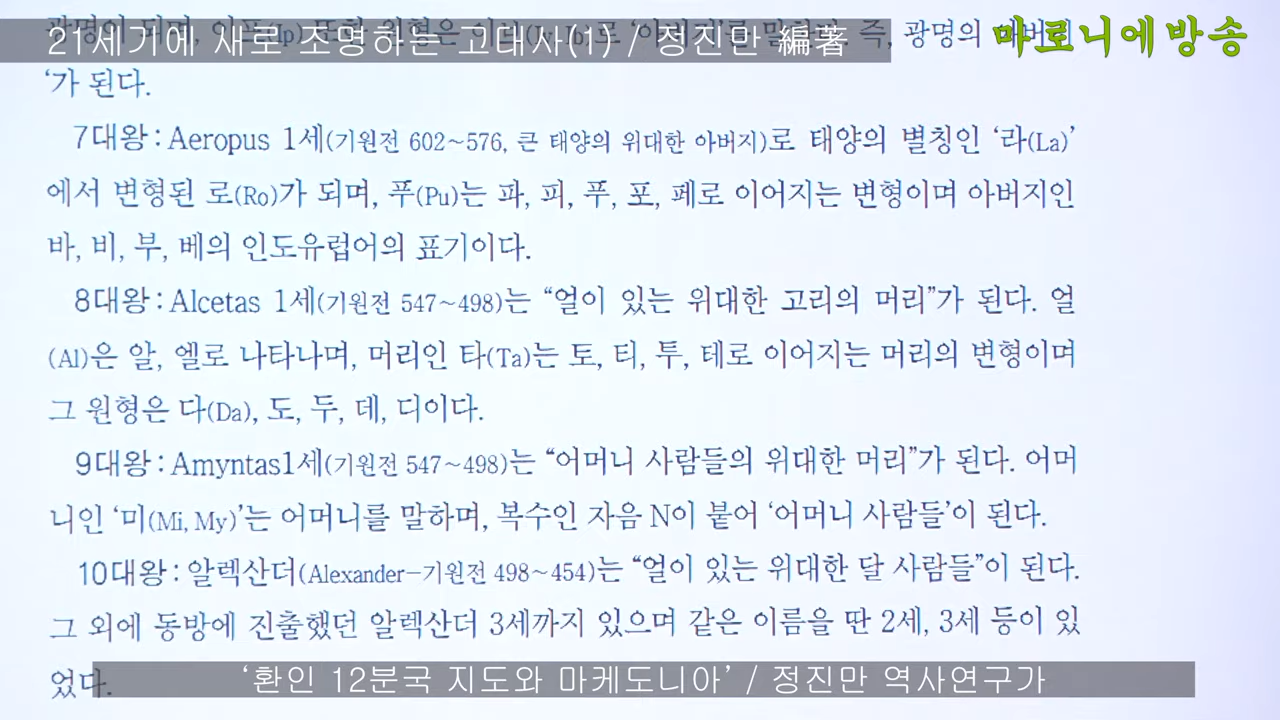 21세기에 새로 조명하는 고대사(1) / 정진만 編著
마로니에방송
즉, 광명의
‘가 된다.
7대왕 : Aeropus 1세(기원전 602~576, 큰 태양의 위대한 아버지)로 태양의 별칭인 ‘라(La)’
에서 변형된 로(Ro)가 되며, 푸(Pu)는 파, 피, 푸, 포, 페로 이어지는 변형이며 아버지인
바, 비, 부, 베의 인도유럽어의 표기이다.
8대왕 : Alcetas 1세(기원전 547~498)는 “얼이 있는 위대한 고리의 머리”가 된다. 얼
(Al)은 알, 엘로 나타나며, 머리인 타(Ta)는 토, 티, 투, 테로 이어지는 머리의 변형이며
그 원형은 다(Da), 도, 두, 데, 디이다.
9대왕 : Amyntas1세(기원전 547~498)는 “어머니 사람들의 위대한 머리”가 된다. 어머
니인 ‘미(Mi, My)’는 어머니를 말하며, 복수인 자음 N이 붙어 ‘어머니 사람들’이 된다.
10대왕 : 알렉산더(Alexander-기원전 498~454)는 “얼이 있는 위대한 달 사람들”이 된다.
그 외에 동방에 진출했던 알렉산더 3세까지 있으며 같은 이름을 딴 2세, 3세 등이 있
었다.
‘환인 12분국 지도와 마케도니아’ / 정진만 역사연구가